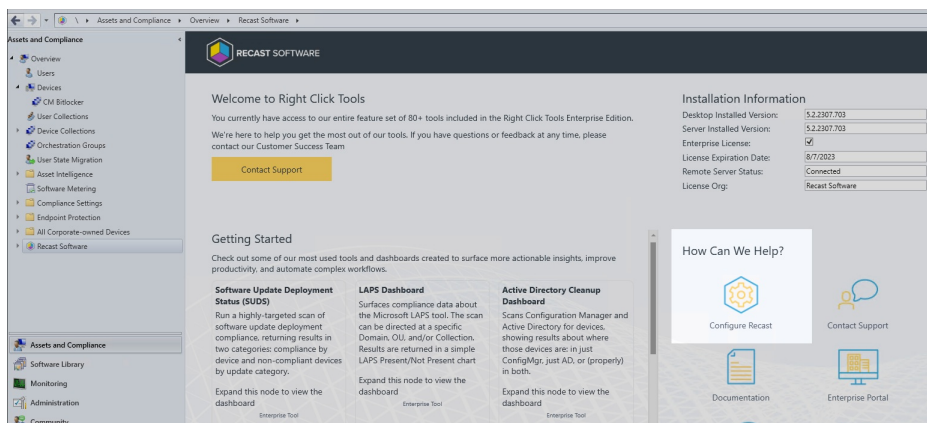 \ Assets and Compliance Overview Recast Software
Assets and Compliance
Overview
Users
Devices
CM Bitlocker
User Collections
Device Collections
Orchestration Groups
User State Migration
Asset Intelligence
Software Metering
Compliance Settings
Endpoint Protection
All Corporate-owned Devices
Recast Software
Assets and Compliance
Software Library
Monitoring
Administration
Community
RECAST SOFTWARE
Welcome to Right Click Tools
You currently have access to our entire feature set of 80+ tools included in the Right Click Tools Enterprise Edition.
We're here to help you get the most out of our tools. If you have questions or feedback at any time, please
contact our Customer Success Team
Contact Support
Installation Information
Desktop Installed Version: 5.2.2307.703
Server Installed Version: 5.2.2307.703
Enterprise License:
License Expiration Date: 8/7/2023
Remote Server Status: Connected
License Org: Recast Software
Getting Started
Check out some of our most used tools and dashboards created to surface more actionable insights, improve
productivity, and automate complex workflows.
Software Update Deployment
Status (SUDS)
Run a highly-targeted scan of
software update deployment
compliance, returning results in
two categories: compliance by
device and non-compliant devices
by update category.
Expand this node to view the
dashboard
Enterprise Tool
LAPS Dashboard
Surfaces compliance data about
the Microsoft LAPS tool. The scan
can be directed at a specific
Domain, OU, and/or Collection.
Results are returned in a simple
LAPS Present/Not Present chart
Expand this node to view the
dashboard
Enterprise Tool
Active Directory Cleanup
Dashboard
Scans Configuration Manager and
Active Directory for devices,
showing results about where
those devices are: in just
ConfigMgr, just AD, or (properly)
in both.
Expand this node to view the
dashboard
Enterprise Tool
How Can We Help?
Configure Recast
Contact Support
Documentation
Enterprise Portal